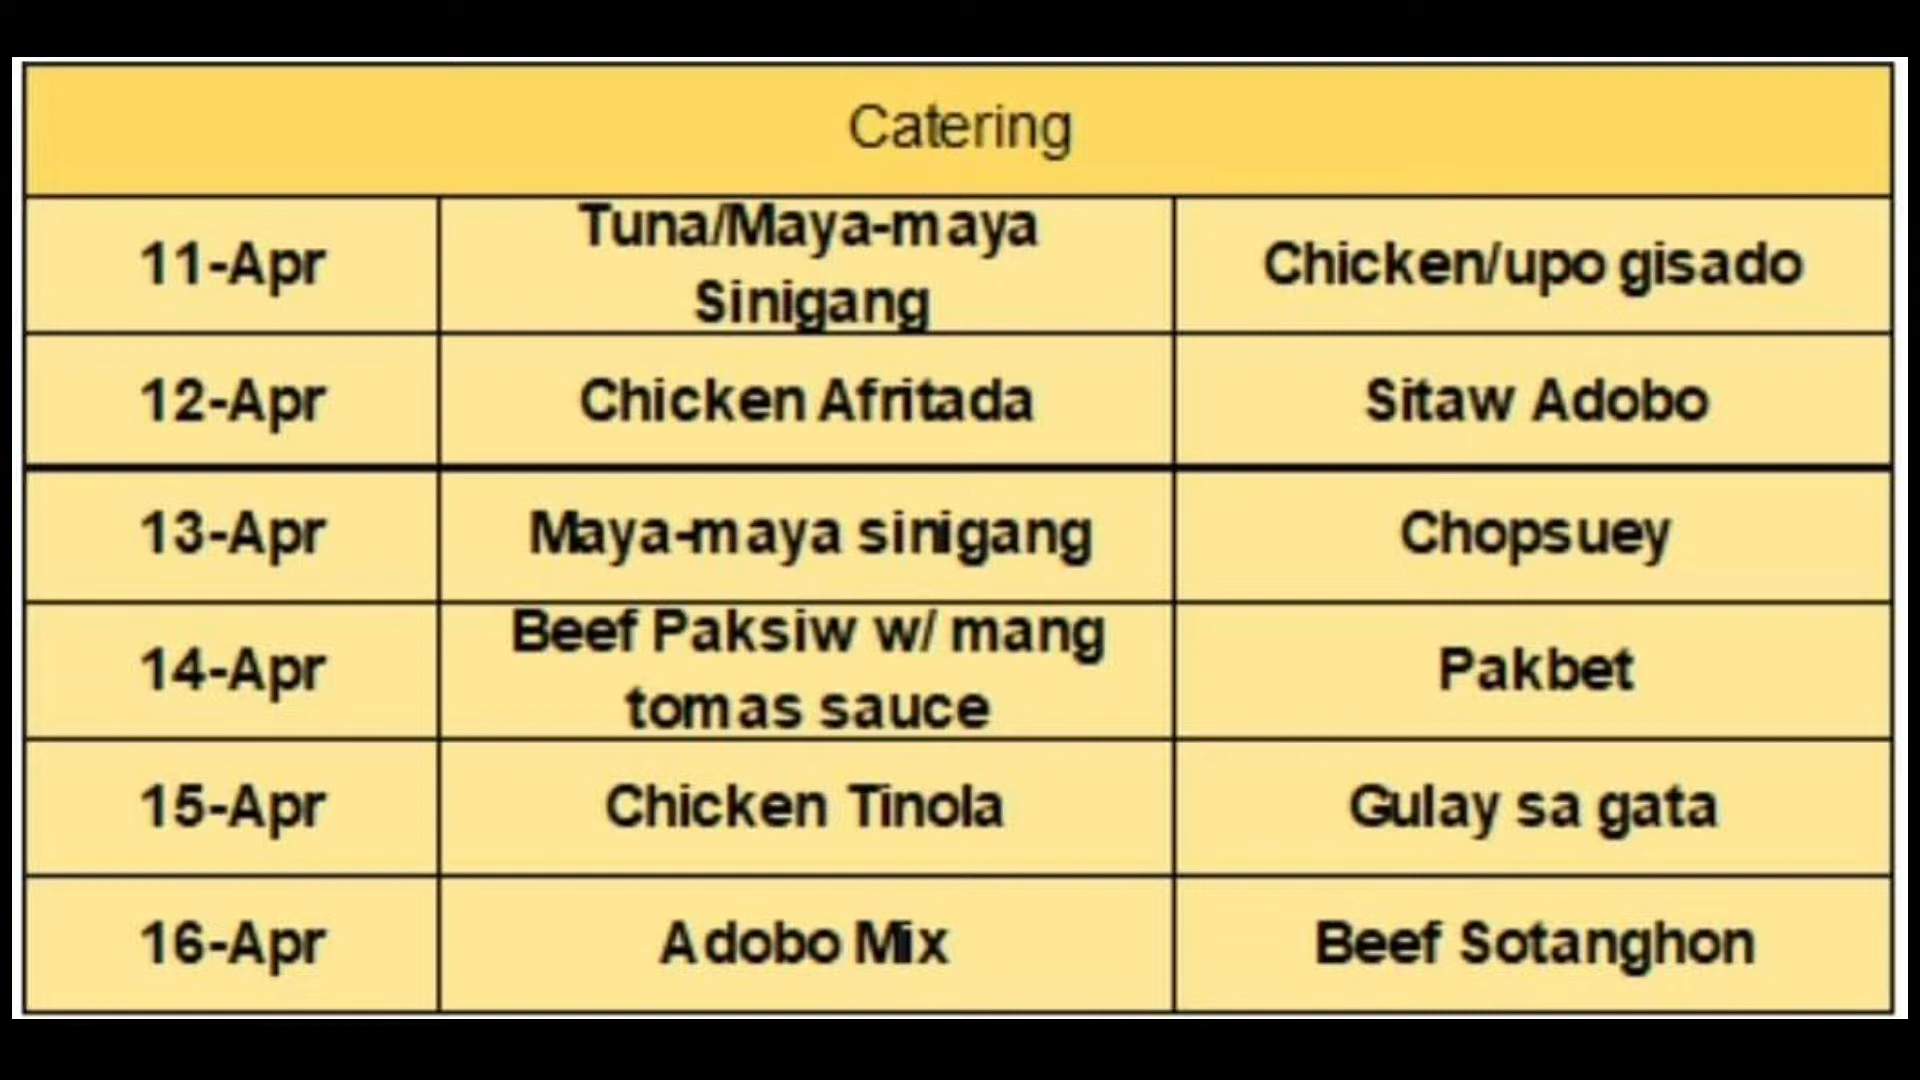 Catering
11-Apr
Tuna/Maya-maya
Sinigang
Chicken/upo gisado
12-Apr
Chicken Afritada
Sitaw Adobo
13-Apr
Maya-maya sinigang
Chopsuey
14-Apr
Beef Paksiw w/ mang
tomas sauce
Pakbet
15-Apr
Chicken Tinola
Gulay sa gata
16-Apr
Adobo Mix
Beef Sotanghon